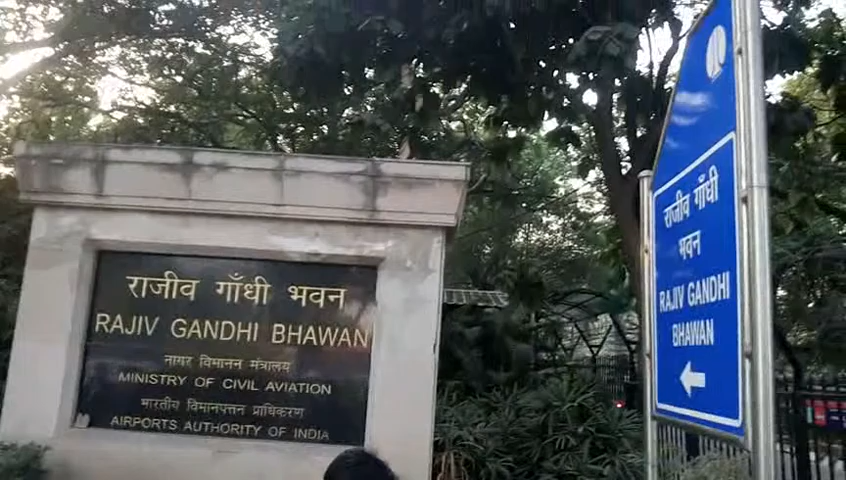 राजीव गाँधी भवन
RAJIV GANDHI BHAWAN
नागर विमानन मंत्रालय
MINISTRY OF CIVIL AVIATION
भारतीय विमानपत्तन प्राधिकरण
AIRPORTS AUTHORITY OF INDIA
राजीव गाँधी
भवन
RAJIV GANDHI
BHAWAN